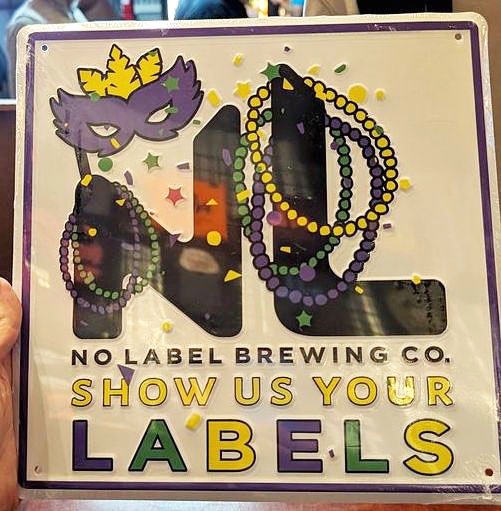 NL
NO LABEL BREWING CO.
SHOW US YOUR
LABELS